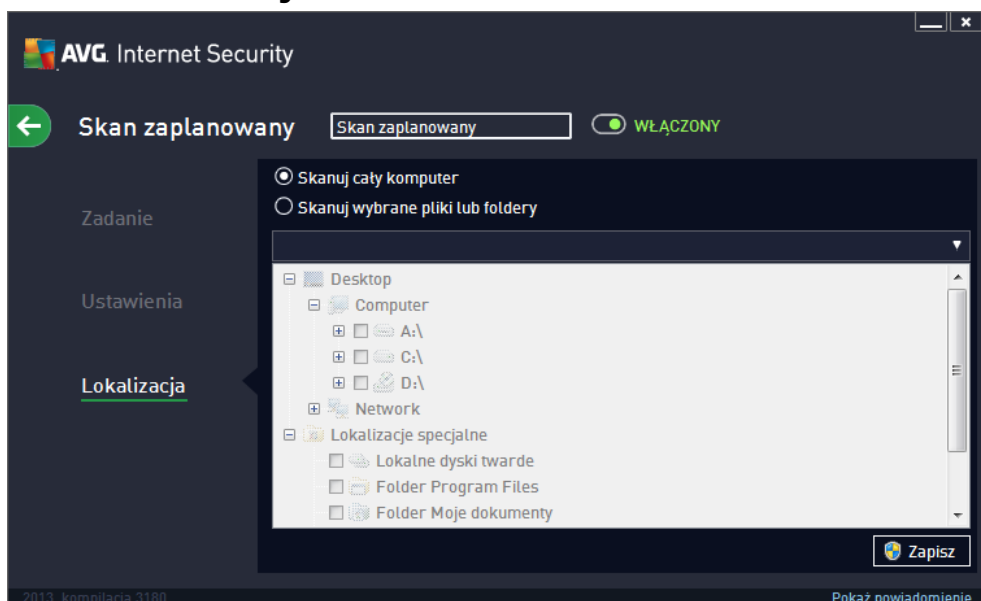 AVG. Internet Security
Skan zaplanowany
Skan zaplanowany
WŁĄCZONY
Zadanie
Ustawienia
Lokalizacja
Skanuj cały komputer
Skanuj wybrane pliki lub foldery
Desktop
Computer
A:\
C:\
D:\
Network
Lokalizacje specjalne
Lokalne dyski twarde
Folder Program Files
Folder Moje dokumenty
Zapisz
2013 kompilacja 3180
Pokaż powiadomienie